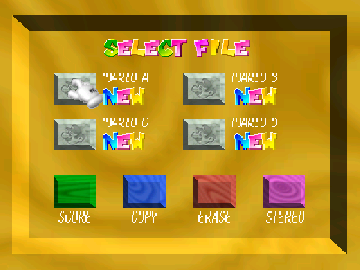 SELECT FILE
MARIO A MARIO B
NEW NEW
MARIO C MARIO D
NEW NEW
SCORE COPY ERASE STEREO